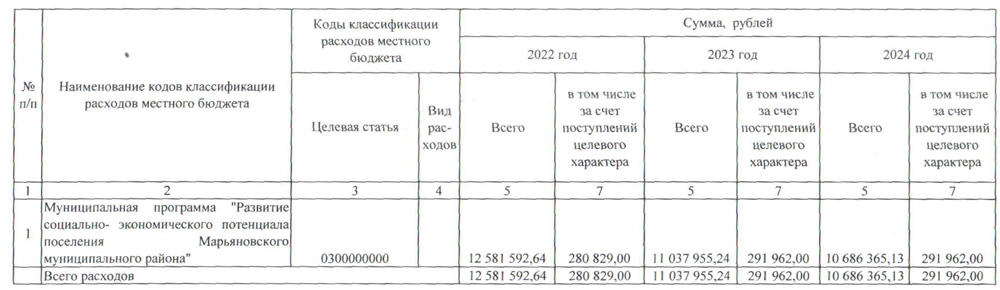 №
п/п
Наименование кодов классификации
расходов местного бюджета
Коды классификации
расходов местного
бюджета
Сумма, рублей
2022 год
2023 год
2024 год
Целевая статья
Вид
рас-
ходов
Всего
в том числе
за счет
поступлений
целевого
характера
Всего
в том числе
за счет
поступлений
целевого
характера
Всего
в том числе
за счет
поступлений
целевого
характера
1 2 3 4 5 7 5 7 5 7
1
Муниципальная программа "Развитие
социально- экономического потенциала
поселения Марьяновского
муниципального района" 0300000000 12 581 592,64 280 829,00 11 037 955,24 291 962,00 10 686 365,13 291 962,00
Всего расходов 12 581 592,64 280 829,00 11 037 955,24 291 962,00 10 686 365,13 291 962,00